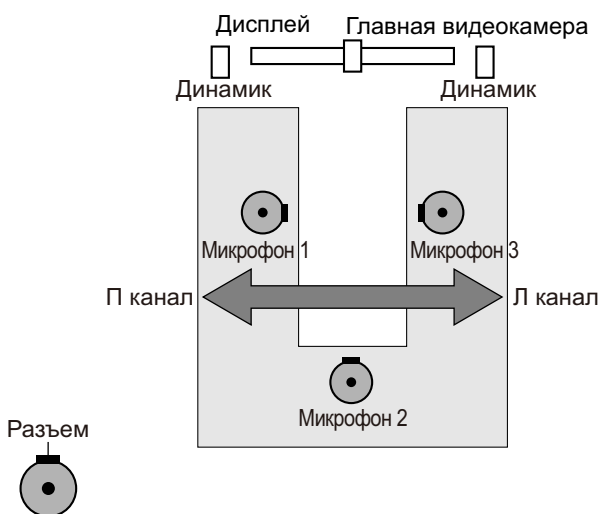 Дисплей Главная видеокамера
Динамик Динамик
Микрофон 1 Микрофон 3
П канал Л канал
Микрофон 2
Разъем